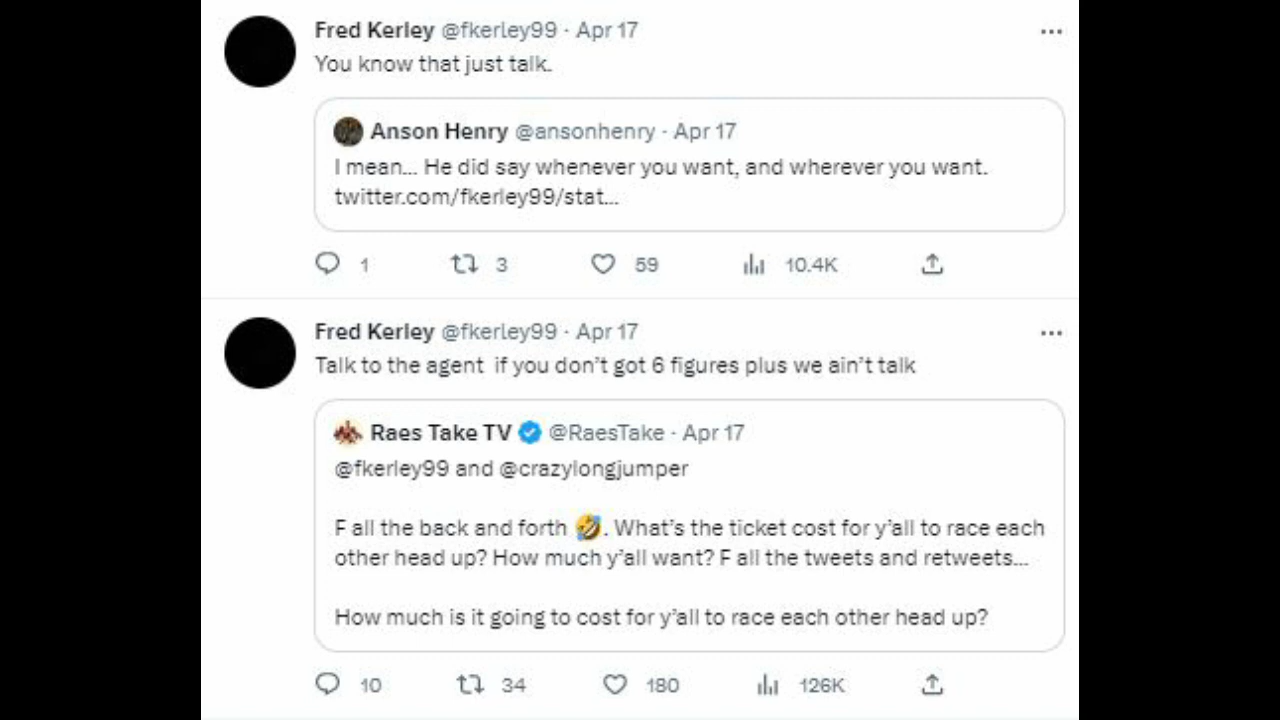 Fred Kerley @fkerley99 · Apr 17
You know that just talk.
Anson Henry @ansonhenry · Apr 17
I mean... He did say whenever you want, and wherever you want.
twitter.com/fkerley99/stat...
1 3 59 10.4K
Fred Kerley @fkerley99 · Apr 17
Talk to the agent  if you don’t got 6 figures plus we ain’t talk
Raes Take TV @RaesTake · Apr 17
@fkerley99 and @crazylongjumper
F all the back and forth 🤣. What’s the ticket cost for y’all to race each
other head up? How much y’all want? F all the tweets and retweets...
How much is it going to cost for y’all to race each other head up?
10 34 180 126K